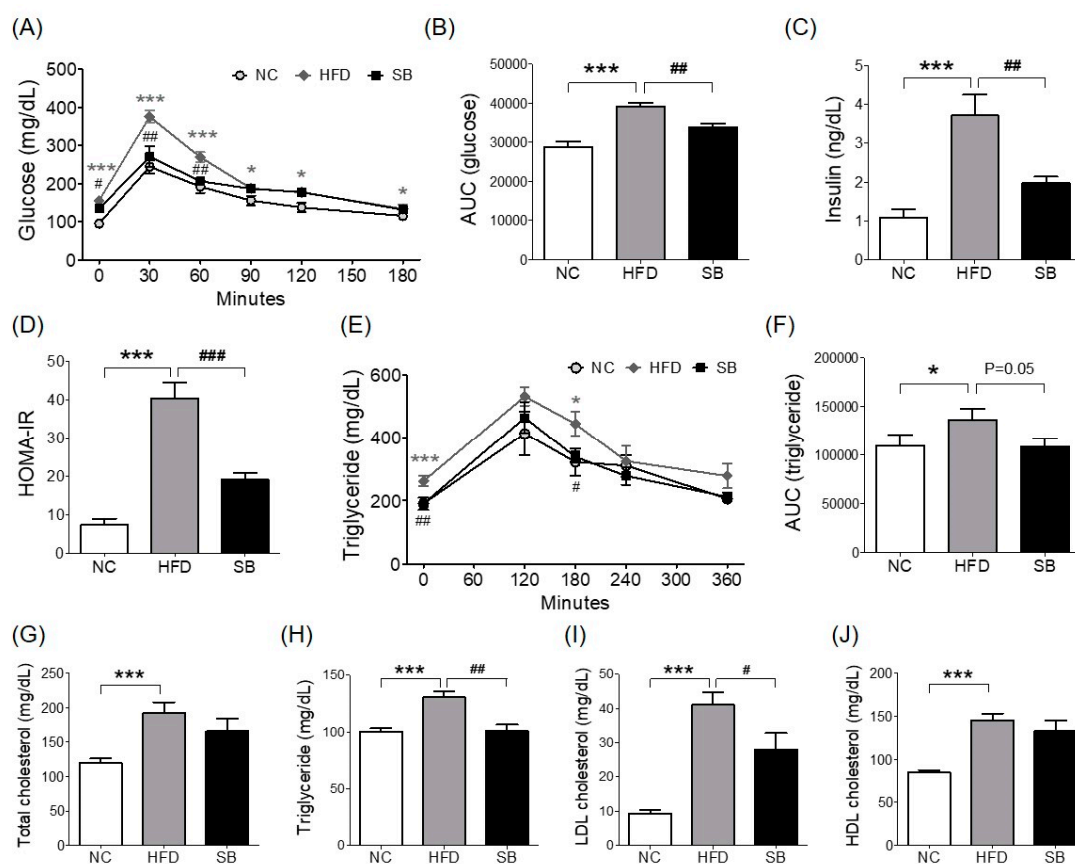 (A)
NC HFD SB
Glucose (mg/dL)
500
400
300
200
100
0
***
#
***
##
***
##
*
*
*
0 30 60 90 120 150 180
Minutes
(B)
AUC (glucose)
50000
40000
30000
20000
10000
0
*** ##
NC HFD SB
(C)
Insulin (ng/dL)
5
4
3
2
1
0
*** ##
NC HFD SB
(D)
HOMA-IR
50
40
30
20
10
0
*** ###
NC HFD SB
(E)
NC HFD SB
Triglyceride (mg/dL)
600
400
200
0
***
##
*
#
0 60 120 180 240 300 360
Minutes
(F)
AUC (triglyceride)
200000
150000
100000
50000
0
* P=0.05
NC HFD SB
(G)
Total cholesterol (mg/dL)
250
200
150
100
50
0
***
NC HFD SB
(H)
Triglyceride (mg/dL)
150
100
50
0
*** ##
NC HFD SB
(I)
LDL cholesterol (mg/dL)
50
40
30
20
10
0
*** #
NC HFD SB
(J)
HDL cholesterol (mg/dL)
200
150
100
50
0
***
NC HFD SB